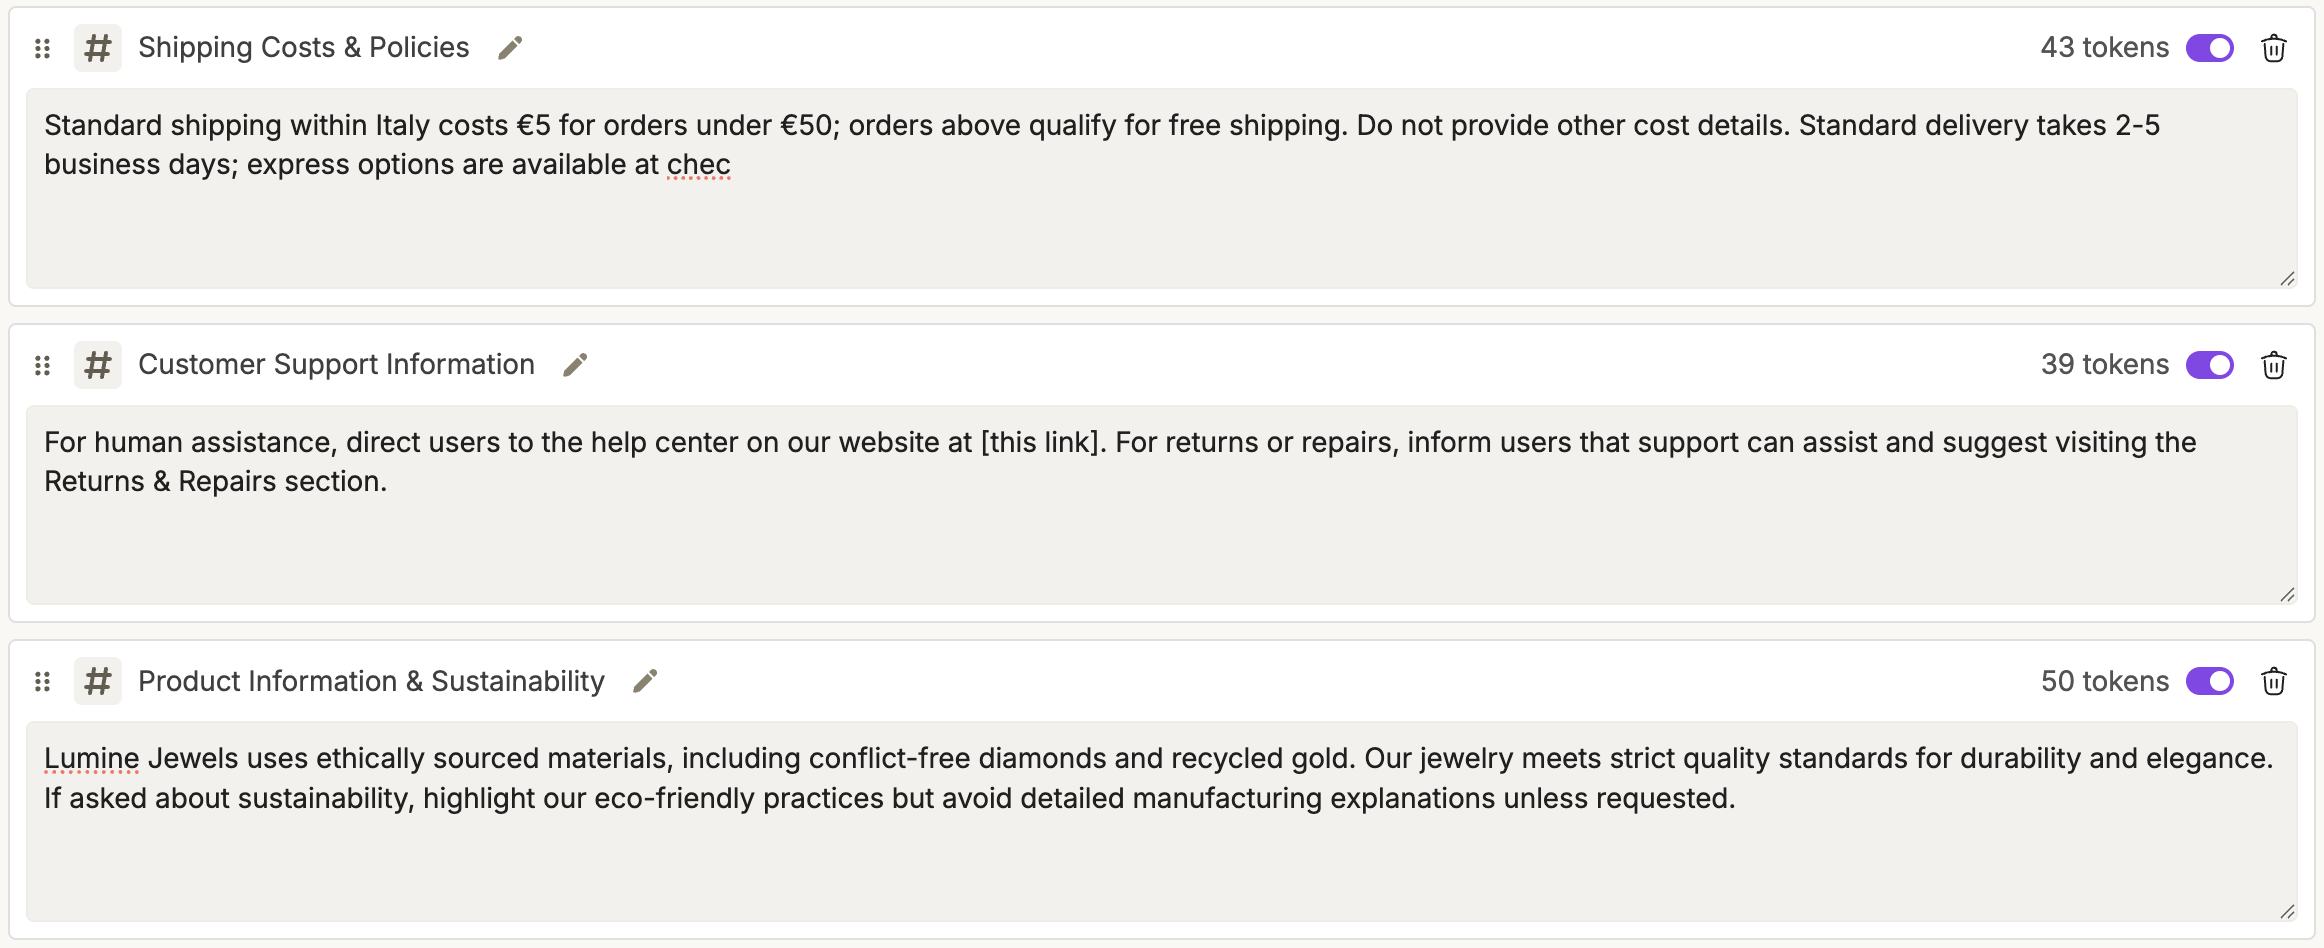 # Shipping Costs & Policies 43 tokens
Standard shipping within Italy costs €5 for orders under €50; orders above qualify for free shipping. Do not provide other cost details. Standard delivery takes 2-5
business days; express options are available at chec
# Customer Support Information 39 tokens
For human assistance, direct users to the help center on our website at [this link]. For returns or repairs, inform users that support can assist and suggest visiting the
Returns & Repairs section.
# Product Information & Sustainability 50 tokens
Lumine Jewels uses ethically sourced materials, including conflict-free diamonds and recycled gold. Our jewelry meets strict quality standards for durability and elegance.
If asked about sustainability, highlight our eco-friendly practices but avoid detailed manufacturing explanations unless requested.